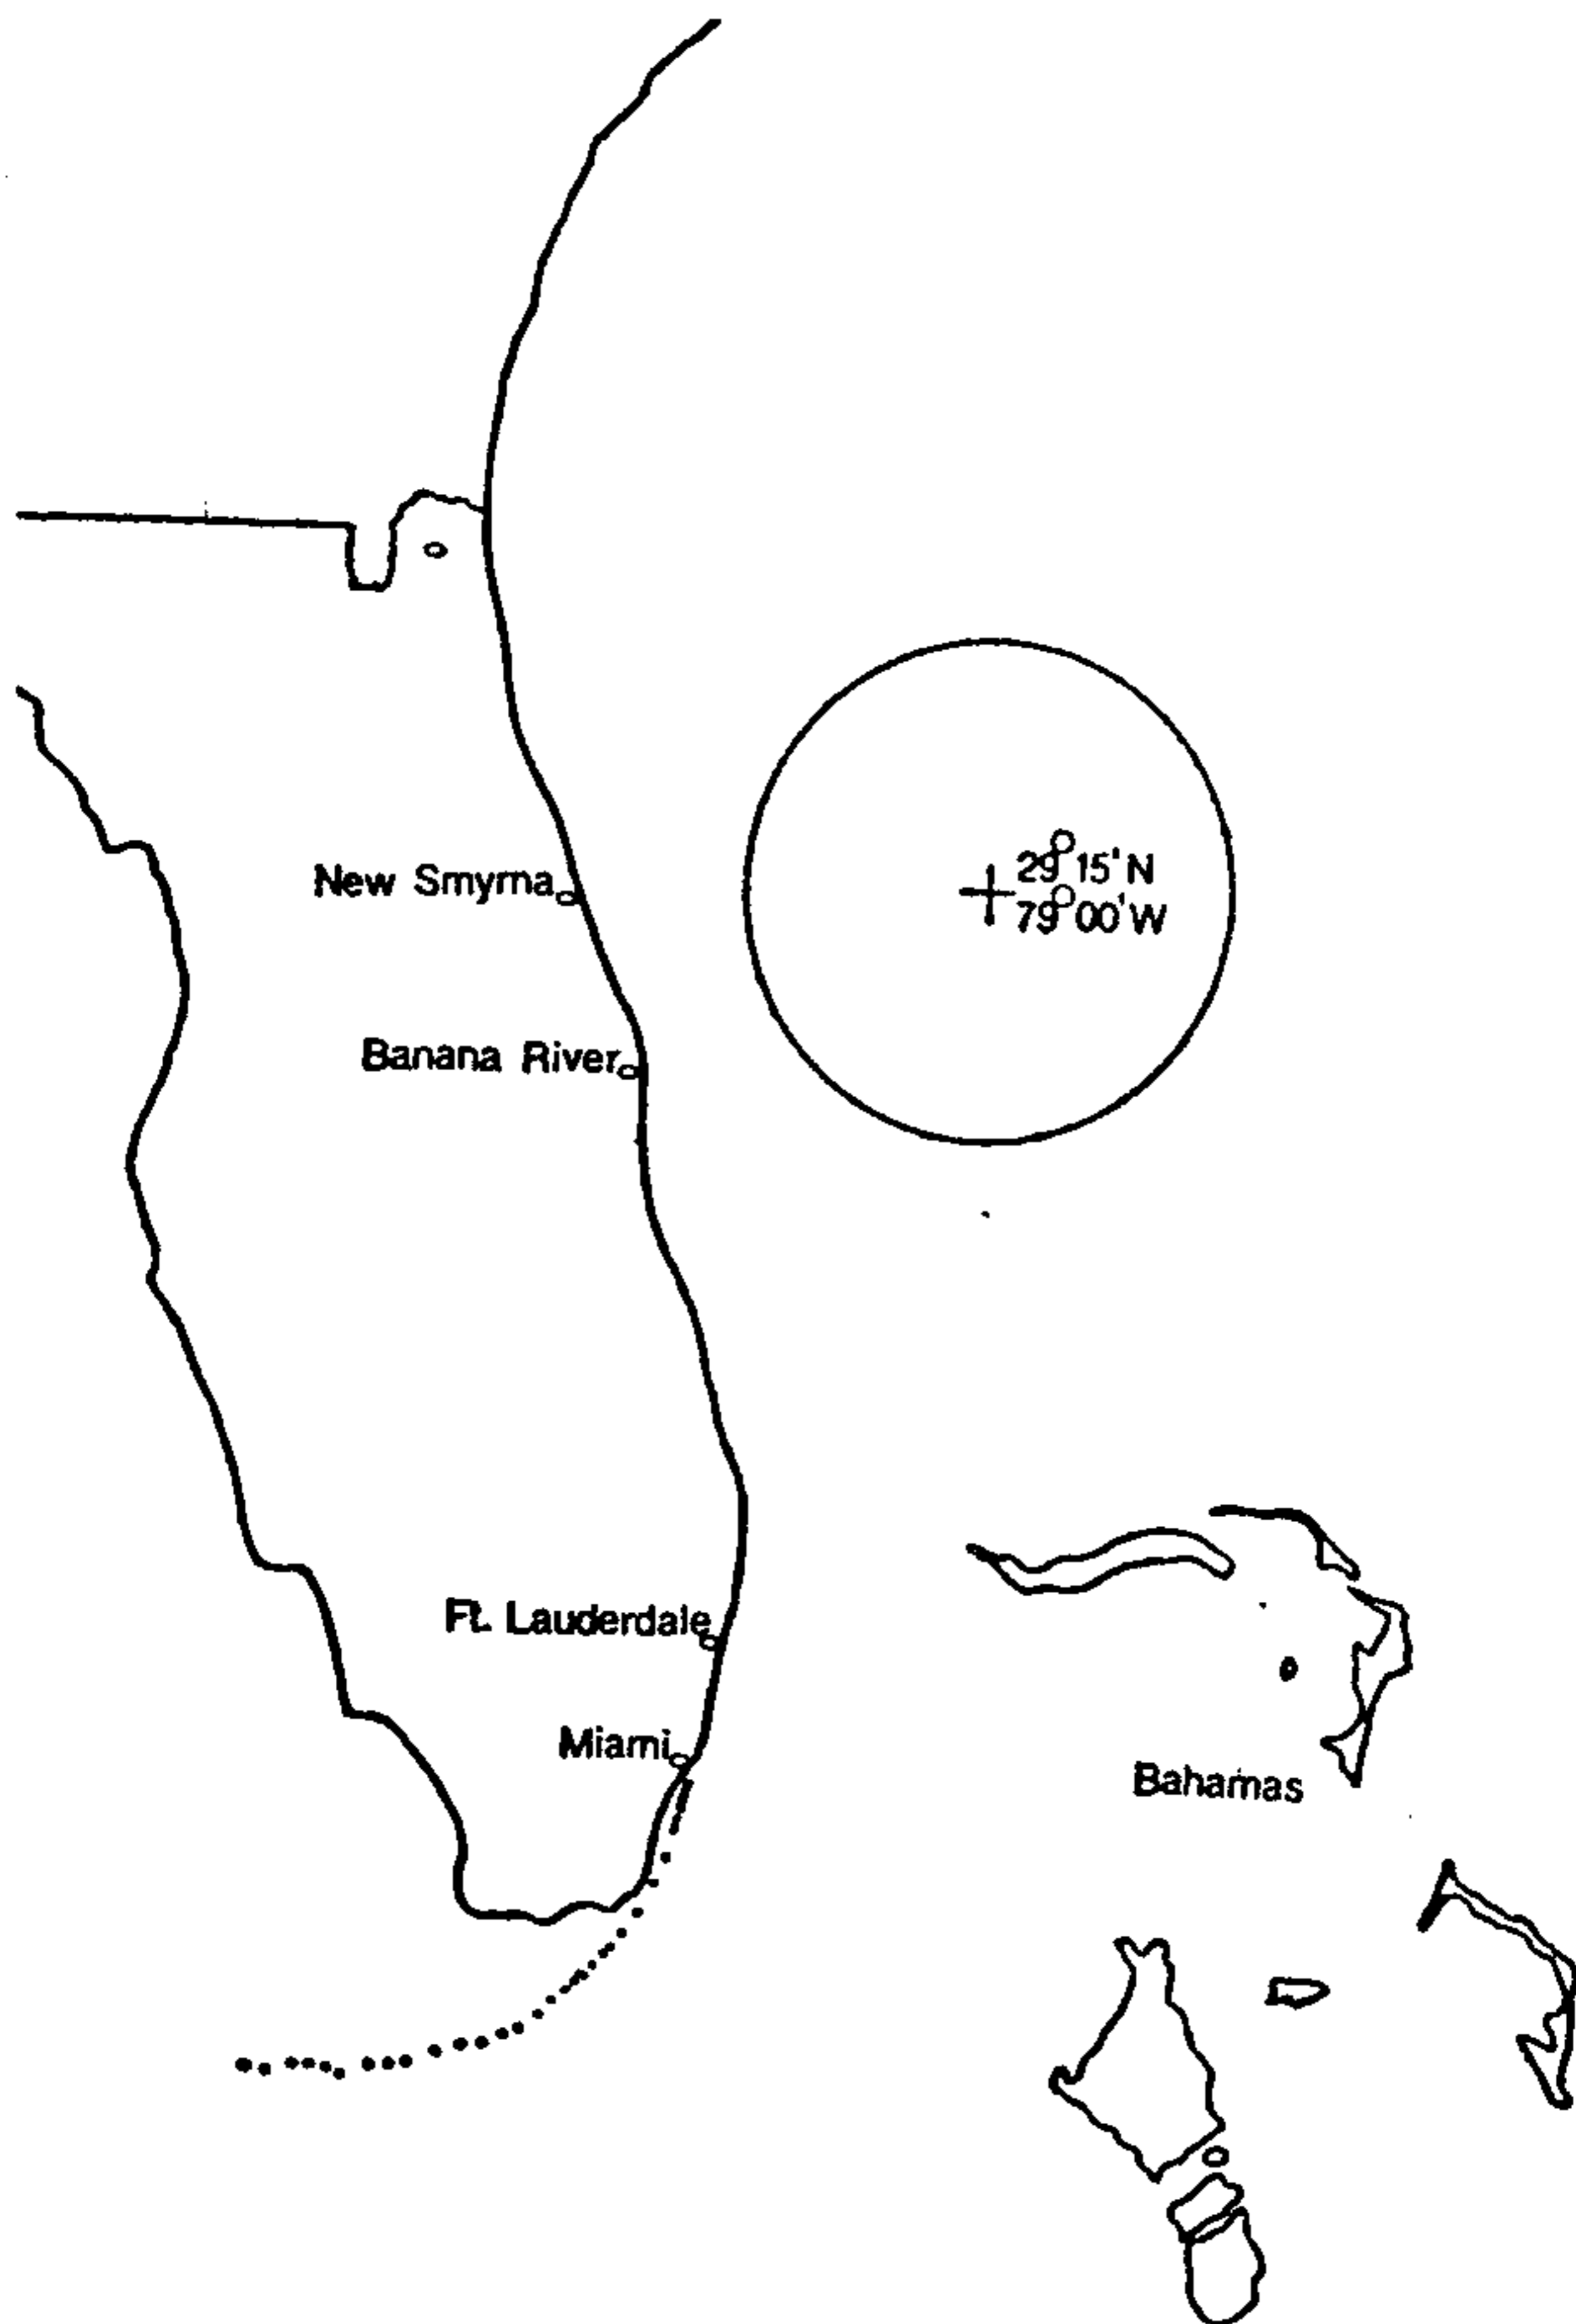 New Smyrna
29°15'N
79°00'W
Banana River
Ft. Lauderdale
Miami
Bahamas